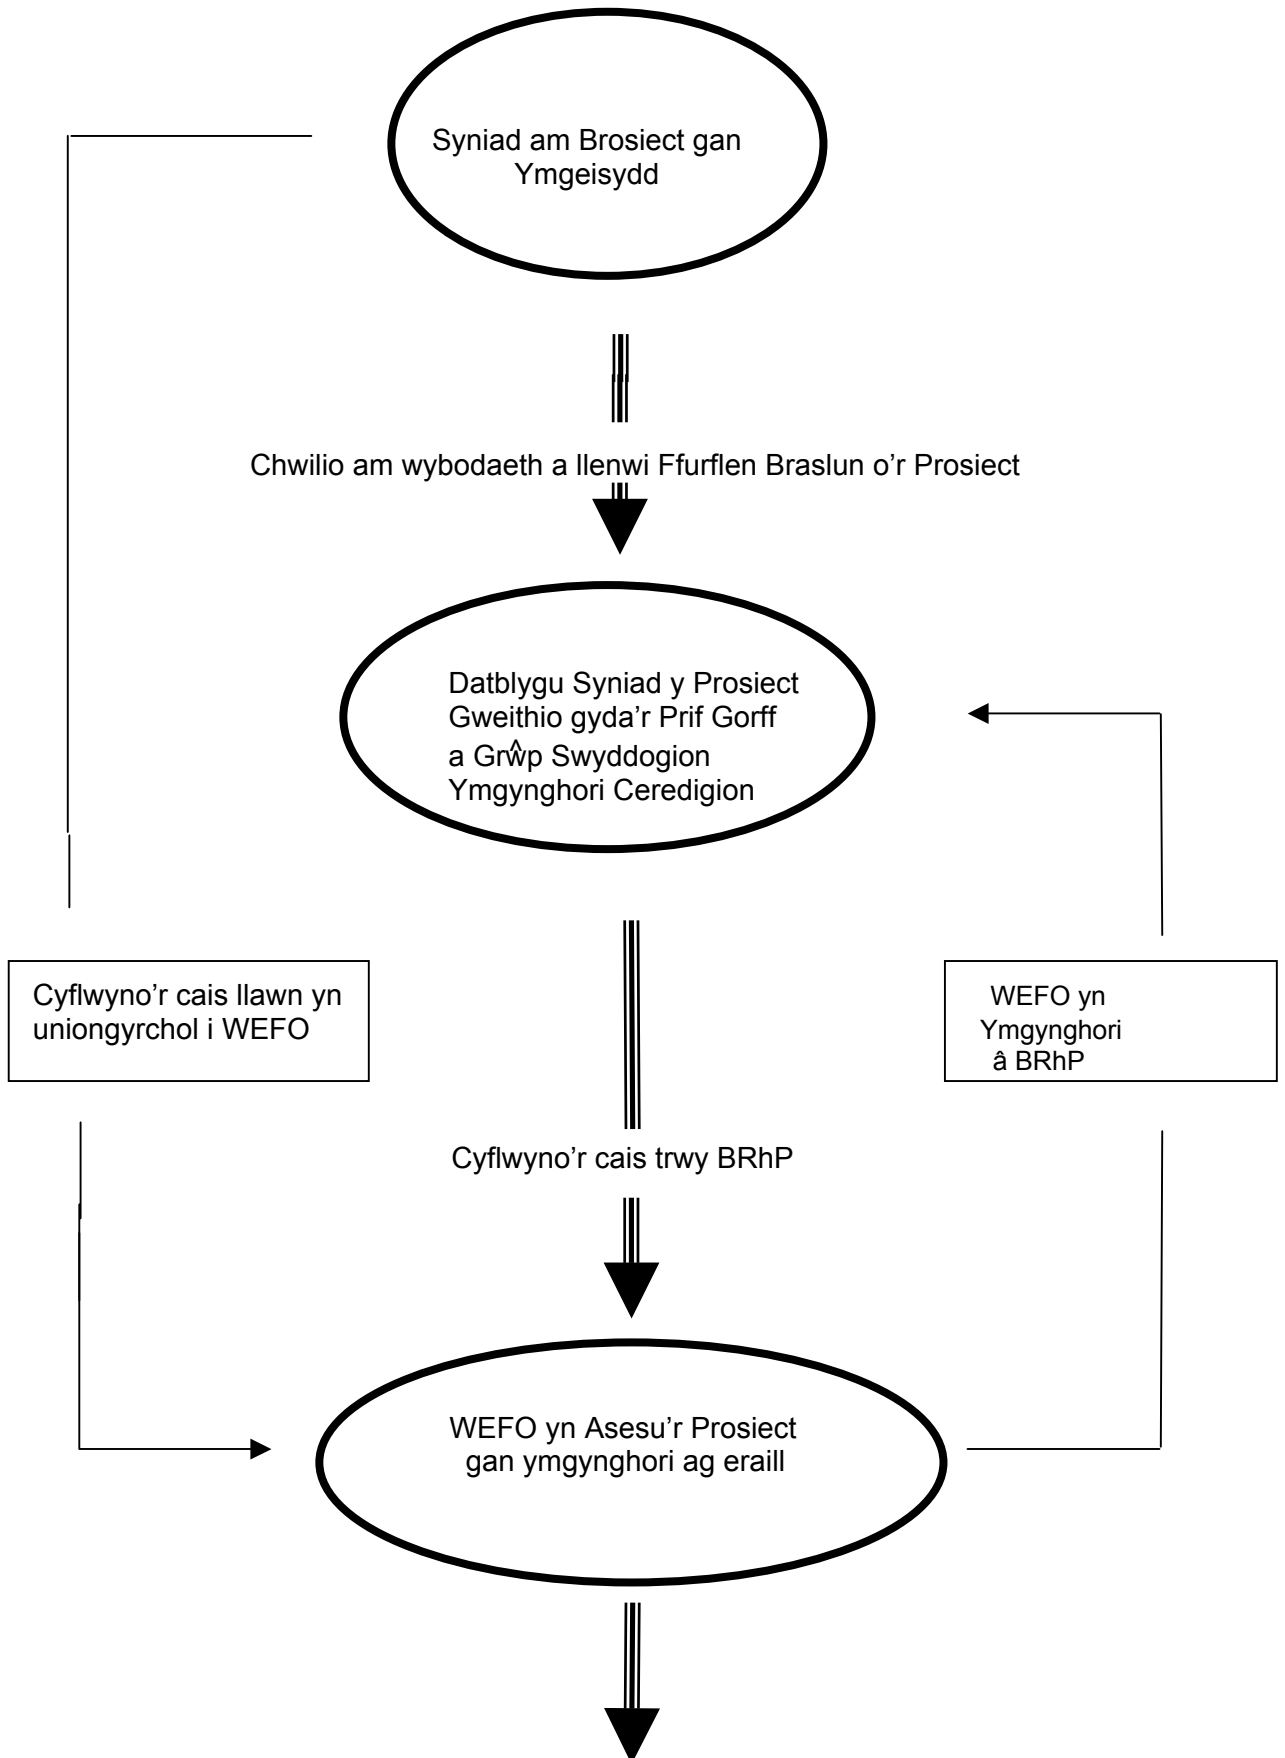 Syniad am Brosiect gan
Ymgeisydd
Chwilio am wybodaeth a llenwi Ffurflen Braslun o’r Prosiect
Datblygu Syniad y Prosiect
Gweithio gyda’r Prif Gorff
a Grŵp Swyddogion
Ymgynghori Ceredigion
Cyflwyno’r cais llawn yn
uniongyrchol i WEFO
WEFO yn
Ymgynghori
â BRhP
Cyflwyno’r cais trwy BRhP
WEFO yn Asesu’r Prosiect
gan ymgynghori ag eraill